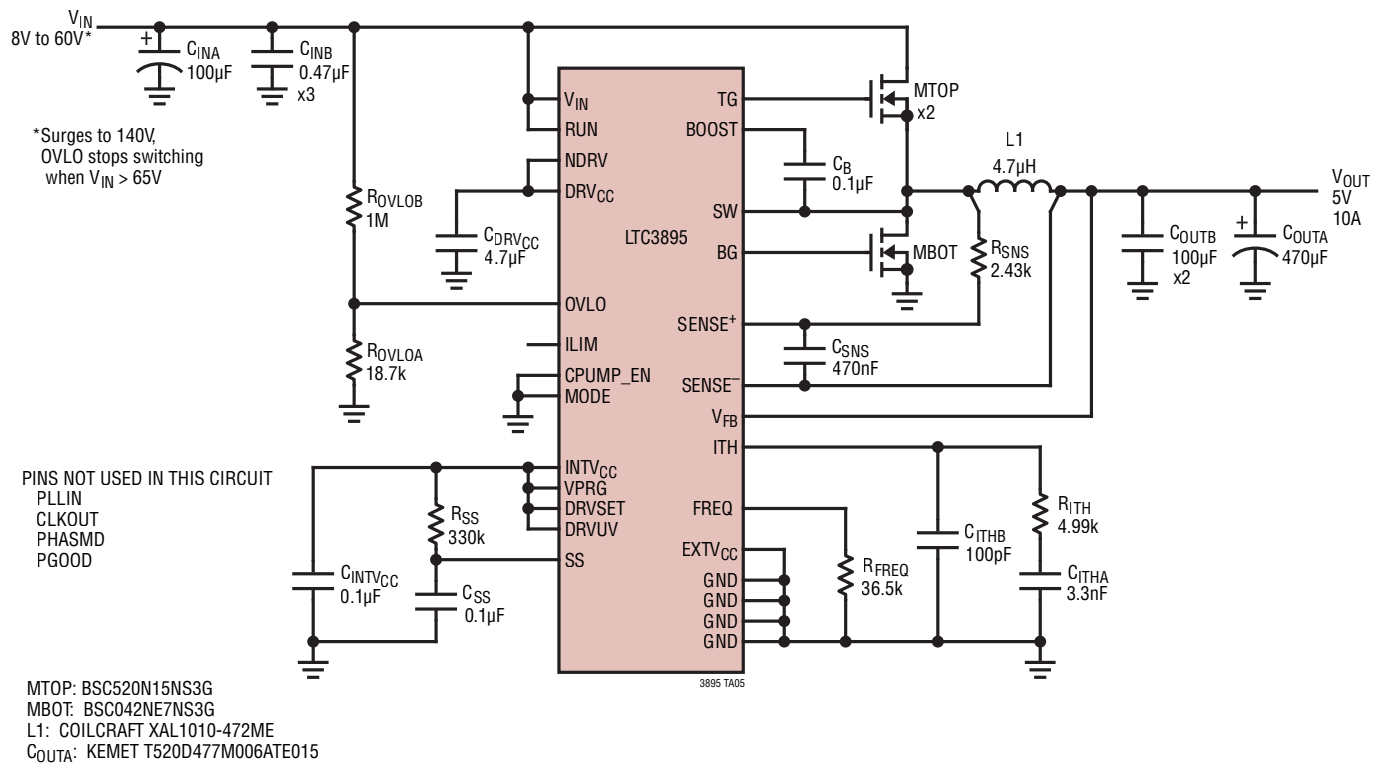 VIN
8V to 60V*
+
CINA
100µF
CINB
0.47µF
x3
*Surges to 140V,
OVLO stops switching
when VIN > 65V
ROVLOB
1M
CDRVCC
4.7µF
ROVLOA
18.7k
VIN
RUN
NDRV
DRVCC
OVLO
ILIM
CPUMP_EN
MODE
INTVCC
VPRG
DRVSET
DRVUV
SS
LTC3895
TG
BOOST
SW
BG
SENSE+
SENSE–
VFB
ITH
FREQ
EXTVCC
GND
GND
GND
GND
MTOP
x2
CB
0.1µF
MBOT
L1
4.7µH
RSNS
2.43k
CSNS
470nF
COUTB
100µF
x2
+
COUTA
470µF
VOUT
5V
10A
PINS NOT USED IN THIS CIRCUIT
PLLIN
CLKOUT
PHASMD
PGOOD
RSS
330k
CINTVCC
0.1µF
CSS
0.1µF
RFREQ
36.5k
CITHB
100pF
RITH
4.99k
CITHA
3.3nF
3895 TA05
MTOP: BSC520N15NS3G
MBOT: BSC042NE7NS3G
L1: COILCRAFT XAL1010-472ME
COUTA: KEMET T520D477M006ATE015